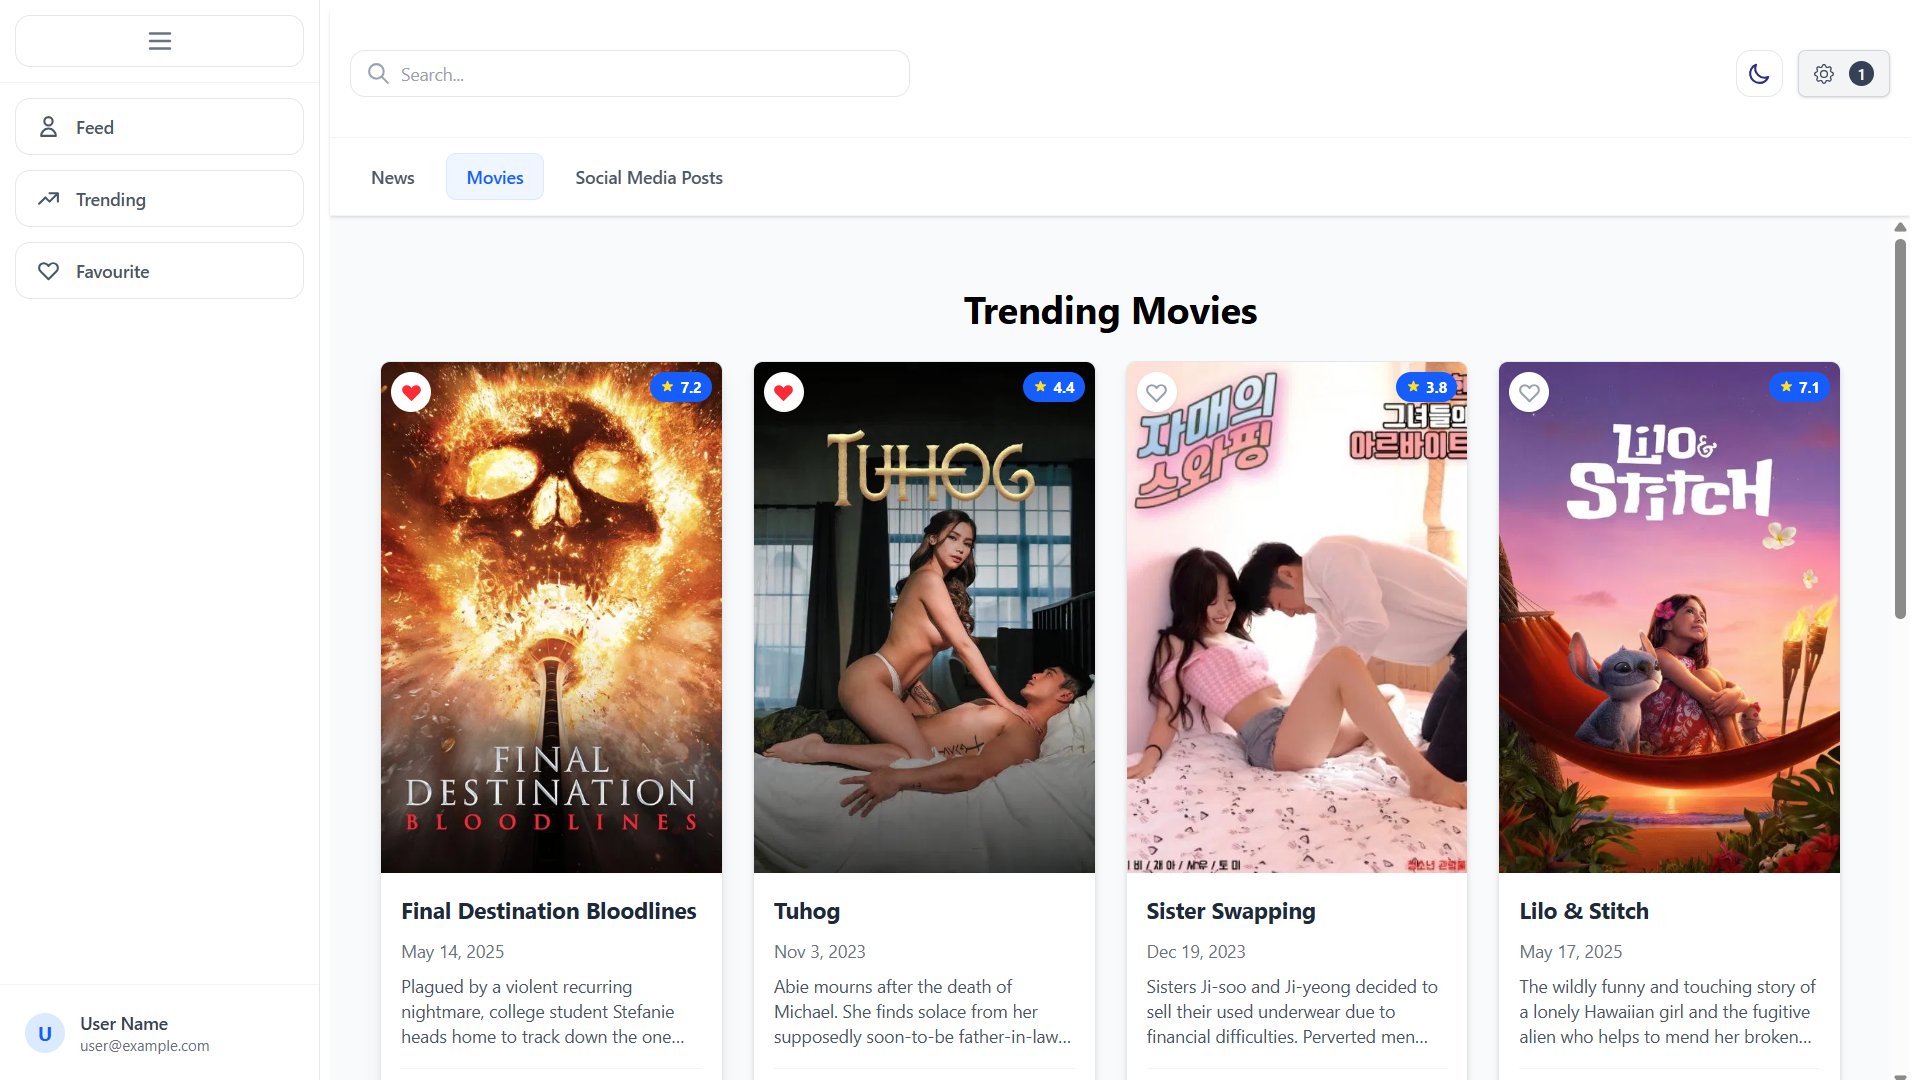 Search...
1
Feed
Trending
Favourite
News
Movies
Social Media Posts
Trending Movies
7.2
FINAL
DESTINATION
BLOODLINES
Final Destination Bloodlines
May 14, 2025
Plagued by a violent recurring
nightmare, college student Stefanie
heads home to track down the one...
4.4
TUHOG
Tuhog
Nov 3, 2023
Abie mourns after the death of
Michael. She finds solace from her
supposedly soon-to-be father-in-law...
3.8
자매의
스와핑
그녀들의
아르바이트
Sister Swapping
Dec 19, 2023
Sisters Ji-soo and Ji-yeong decided to
sell their used underwear due to
financial difficulties. Perverted men...
7.1
Lilo &
Stitch
Lilo & Stitch
May 17, 2025
The wildly funny and touching story of
a lonely Hawaiian girl and the fugitive
alien who helps to mend her broken...
U
User Name
user@example.com